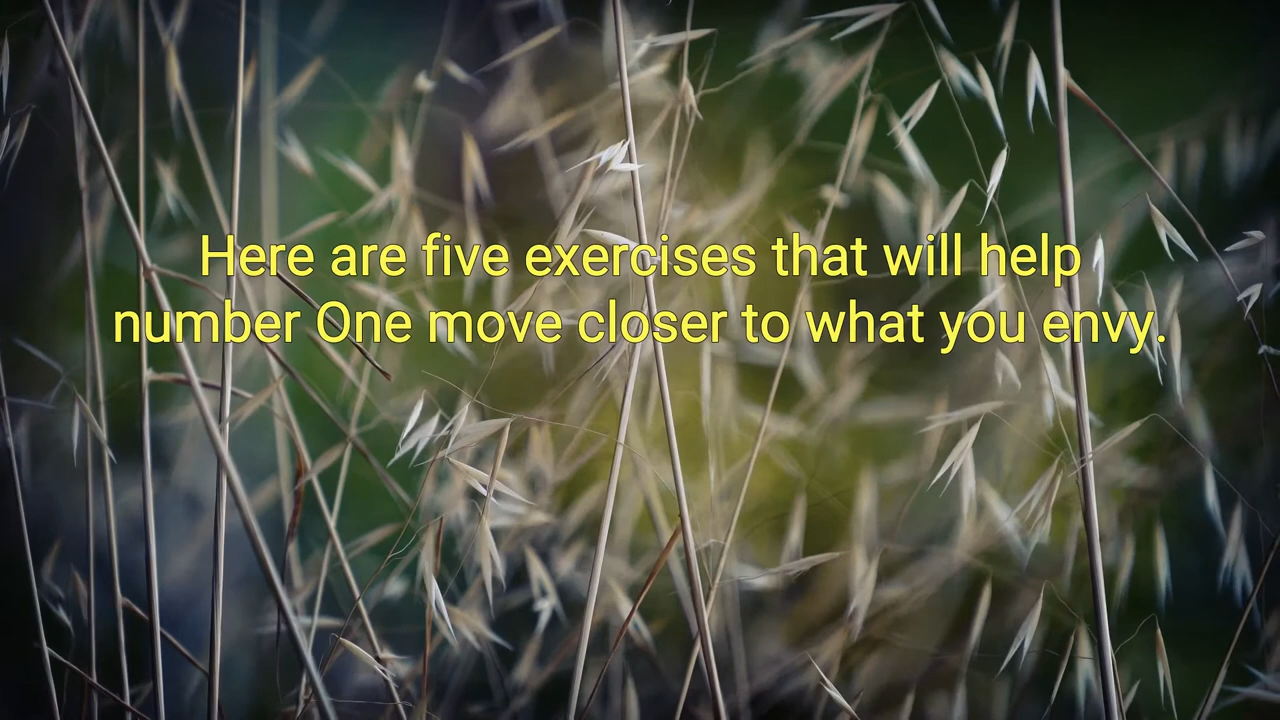 Here are five exercises that will help
number One move closer to what you envy.